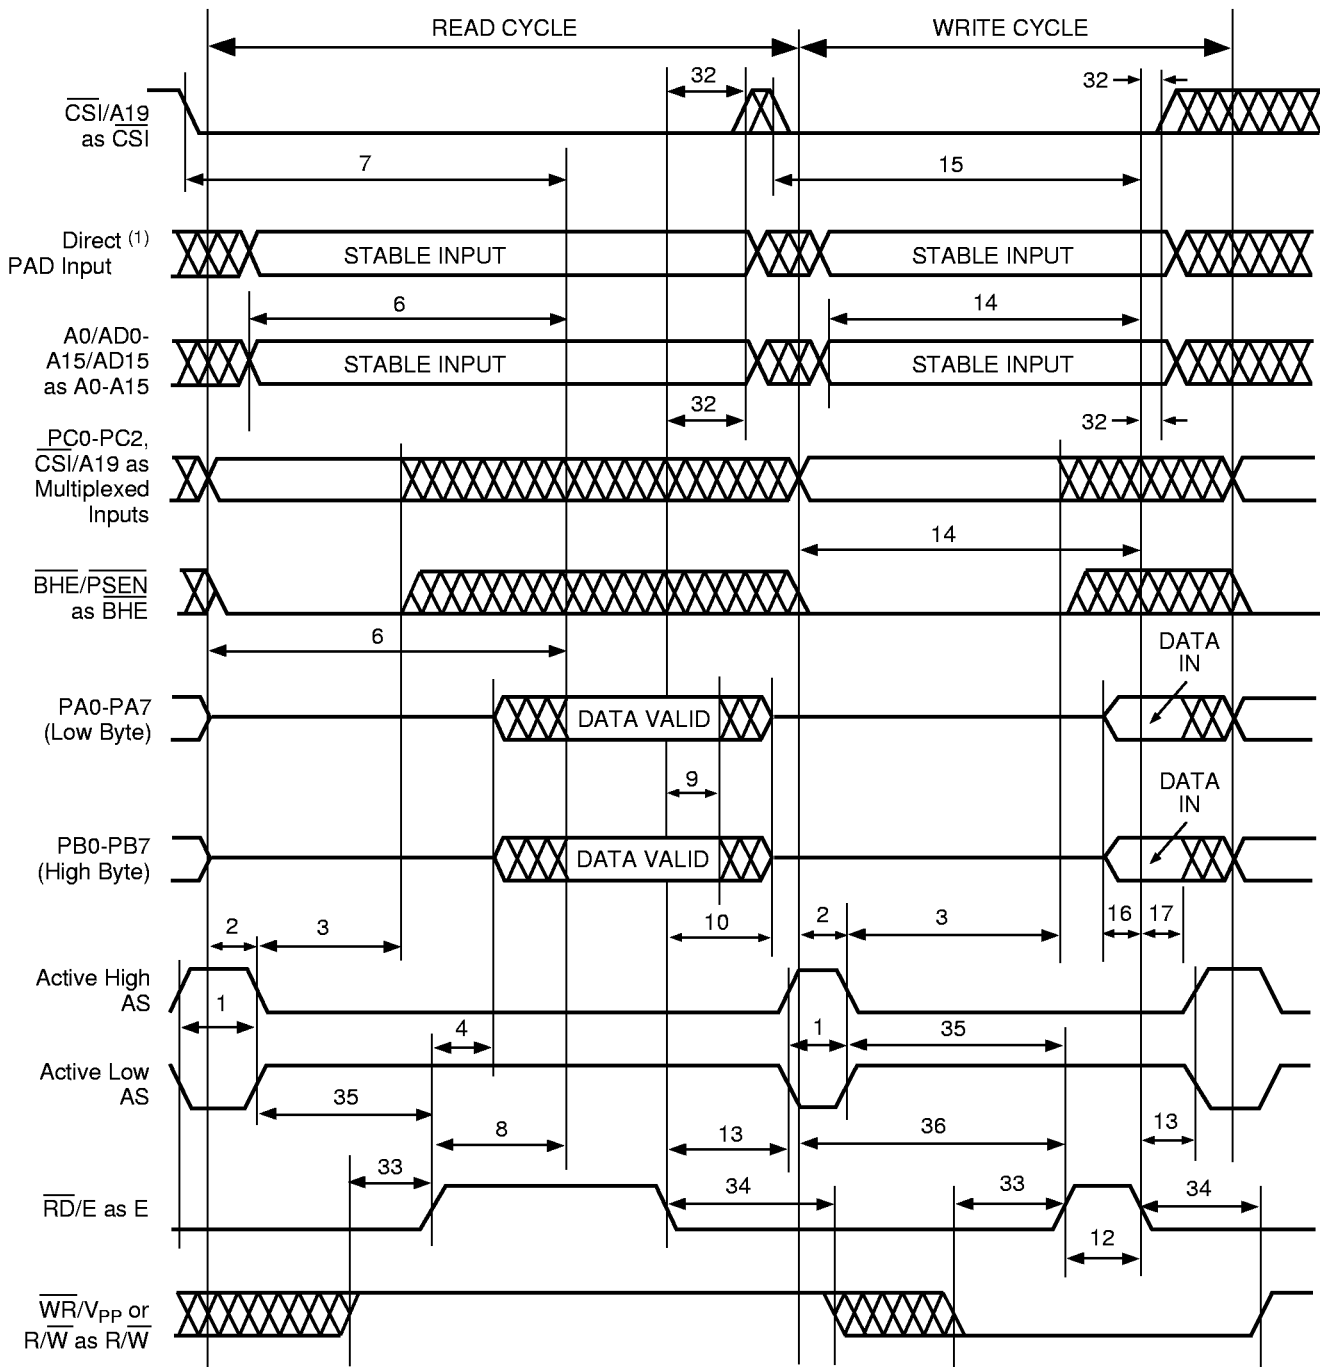 READ CYCLE WRITE CYCLE
32 32
CSI/A19
as CSI
7 15
Direct (1)
PAD Input
STABLE INPUT STABLE INPUT
6 14
A0/AD0-
A15/AD15
as A0-A15
STABLE INPUT STABLE INPUT
32 32
PC0-PC2,
CSI/A19 as
Multiplexed
Inputs
14
BHE/PSEN
as BHE
6
DATA
IN
PA0-PA7
(Low Byte)
DATA VALID
9
DATA
IN
PB0-PB7
(High Byte)
DATA VALID
2 3 10 2 3 16 17
Active High
AS
1 4 1 35
Active Low
AS
35 8 13 36 13
33 34 33 34
RD/E as E
12
WR/VPP or
R/W as R/W